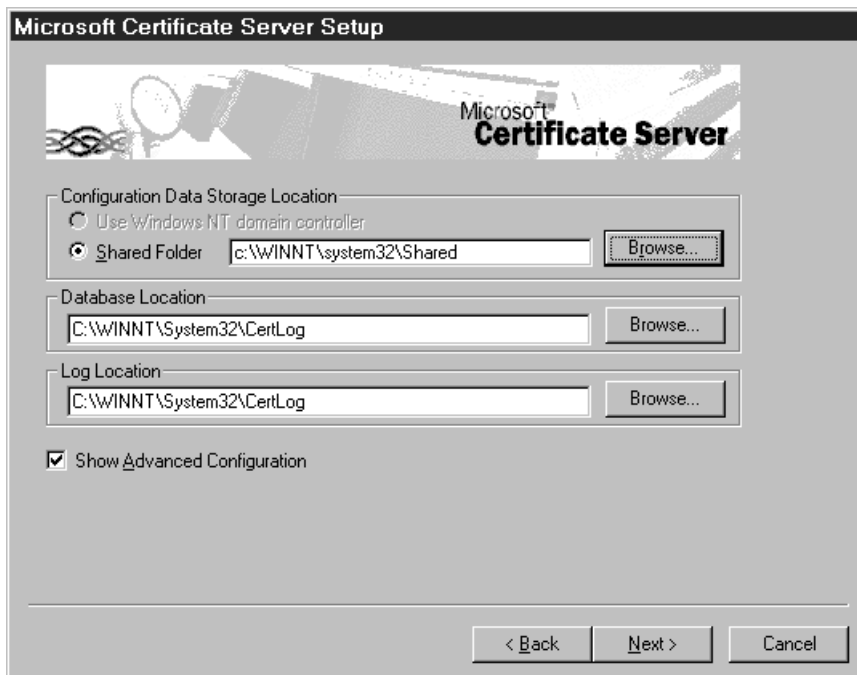 Microsoft Certificate Server Setup
Microsoft
Certificate Server
Configuration Data Storage Location
Use Windows NT domain controller
Shared Folder c:\WINNT\system32\Shared Browse...
Database Location
C:\WINNT\System32\CertLog Browse...
Log Location
C:\WINNT\System32\CertLog Browse...
Show Advanced Configuration
< Back Next > Cancel